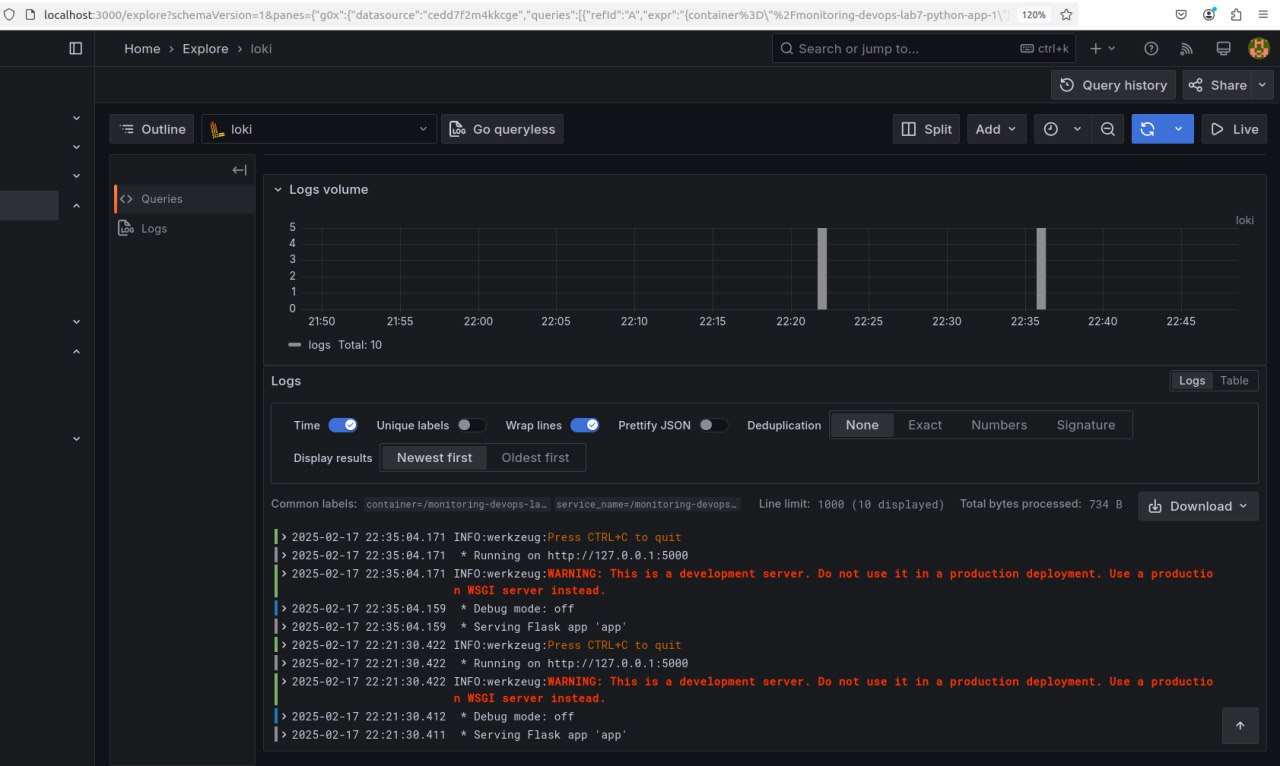 localhost:3000/explore?schemaVersion=1&panes={"g0x":{"datasource":"cedd7f2m4kkcge","queries":[{"refId":"A","expr":"{container%3D\"%2Fmonitoring-devops-lab7-python-app-1\" 120%
Home › Explore › loki Search or jump to... ctrl+k
Query history Share
Outline loki Go queryless Split Add Live
Queries
Logs
Logs volume
loki
5
4
3
2
1
0
21:50 21:55 22:00 22:05 22:10 22:15 22:20 22:25 22:30 22:35 22:40 22:45
logs Total: 10
Logs Logs Table
Time Unique labels Wrap lines Prettify JSON Deduplication None Exact Numbers Signature
Display results Newest first Oldest first
Common labels: container=/monitoring-devops-la… service_name=/monitoring-devops… Line limit: 1000 (10 displayed) Total bytes processed: 734 B Download
2025-02-17 22:35:04.171 INFO:werkzeug:Press CTRL+C to quit
2025-02-17 22:35:04.171 * Running on http://127.0.0.1:5000
2025-02-17 22:35:04.171 INFO:werkzeug:WARNING: This is a development server. Do not use it in a production deployment. Use a productio
n WSGI server instead.
2025-02-17 22:35:04.159 * Debug mode: off
2025-02-17 22:35:04.159 * Serving Flask app 'app'
2025-02-17 22:21:30.422 INFO:werkzeug:Press CTRL+C to quit
2025-02-17 22:21:30.422 * Running on http://127.0.0.1:5000
2025-02-17 22:21:30.422 INFO:werkzeug:WARNING: This is a development server. Do not use it in a production deployment. Use a productio
n WSGI server instead.
2025-02-17 22:21:30.412 * Debug mode: off
2025-02-17 22:21:30.411 * Serving Flask app 'app'